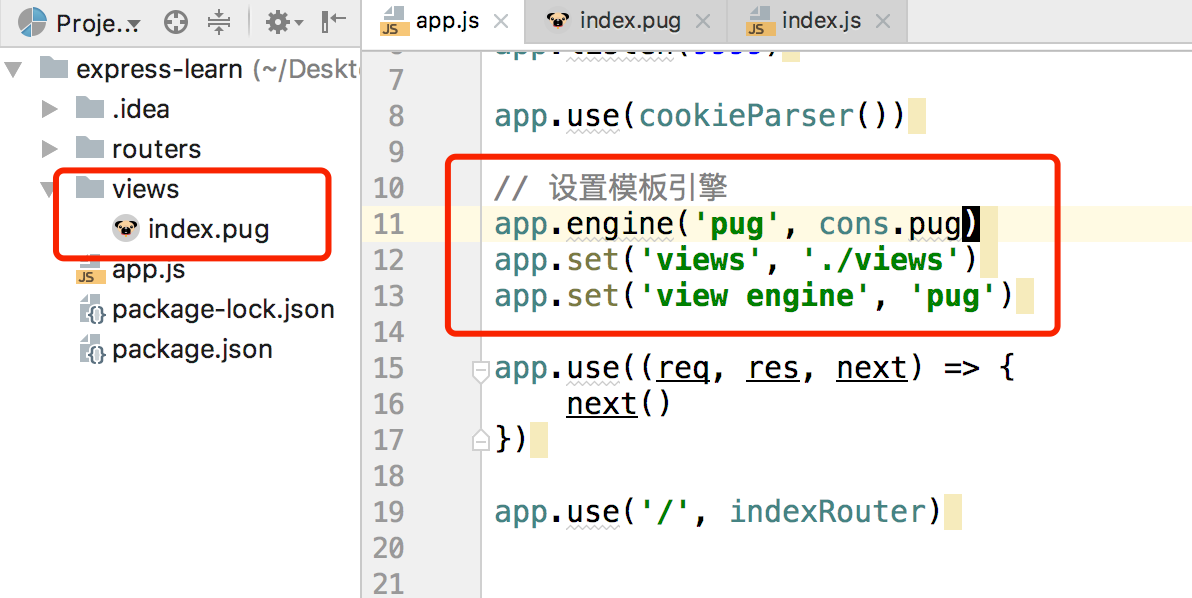 Proje...
app.js
index.pug
index.js
express-learn (~/Deskt
.idea
routers
views
index.pug
app.js
package-lock.json
package.json
7
8 app.use(cookieParser())
9
10 // 设置模板引擎
11 app.engine('pug', cons.pug)
12 app.set('views', './views')
13 app.set('view engine', 'pug')
14
15 app.use((req, res, next) => {
16 next()
17 })
18
19 app.use('/', indexRouter)
20
21